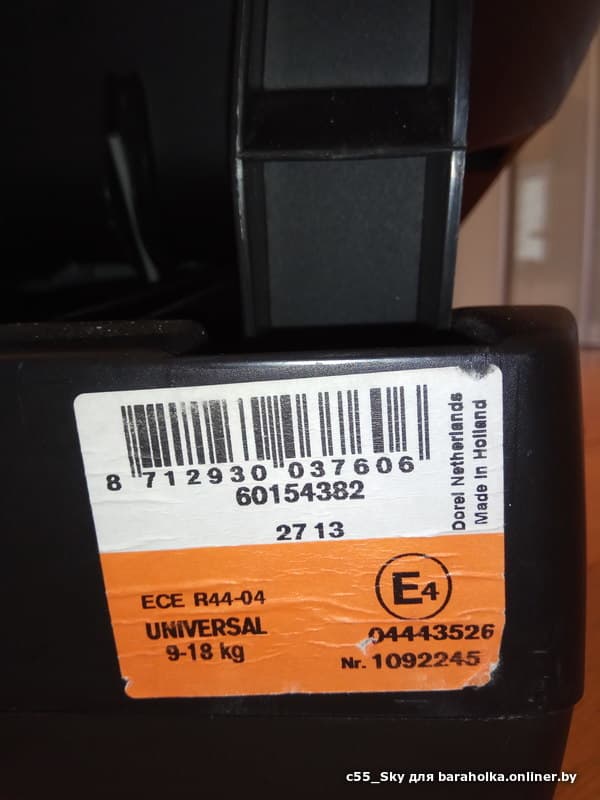 8 712930 037606
60154382
27 13
Dorel Netherlands
Made in Holland
ECE R44-04
UNIVERSAL
9-18 kg
E4
04443526
Nr. 1092245
c55_Sky для baraholka.onliner.by